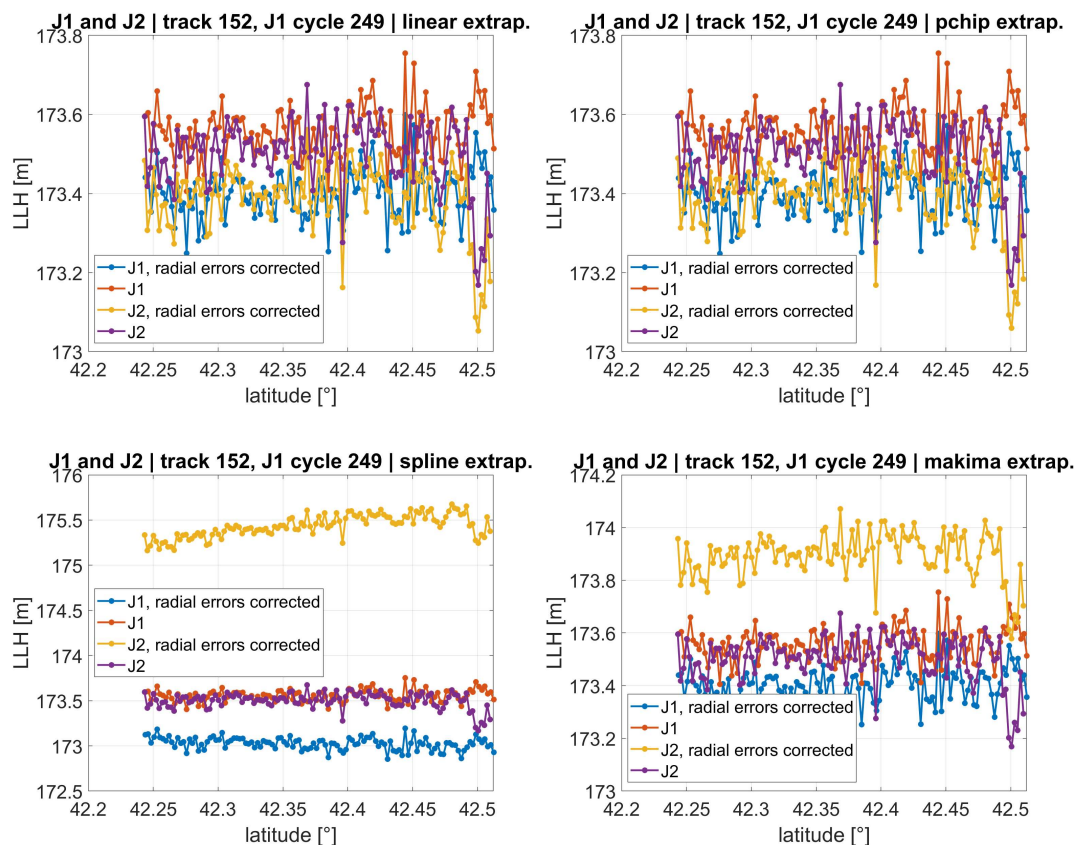 J1 and J2 | track 152, J1 cycle 249 | linear extrap.
173.8
173.6
173.4
173.2
173
LLH [m]
J1, radial errors corrected
J1
J2, radial errors corrected
J2
42.2 42.25 42.3 42.35 42.4 42.45 42.5
latitude [°]
J1 and J2 | track 152, J1 cycle 249 | pchip extrap.
173.8
173.6
173.4
173.2
173
LLH [m]
J1, radial errors corrected
J1
J2, radial errors corrected
J2
42.2 42.25 42.3 42.35 42.4 42.45 42.5
latitude [°]
J1 and J2 | track 152, J1 cycle 249 | spline extrap.
176
175.5
175
174.5
174
173.5
173
172.5
LLH [m]
J1, radial errors corrected
J1
J2, radial errors corrected
J2
42.2 42.25 42.3 42.35 42.4 42.45 42.5
latitude [°]
J1 and J2 | track 152, J1 cycle 249 | makima extrap.
174.2
174
173.8
173.6
173.4
173.2
173
LLH [m]
J1, radial errors corrected
J1
J2, radial errors corrected
J2
42.2 42.25 42.3 42.35 42.4 42.45 42.5
latitude [°]